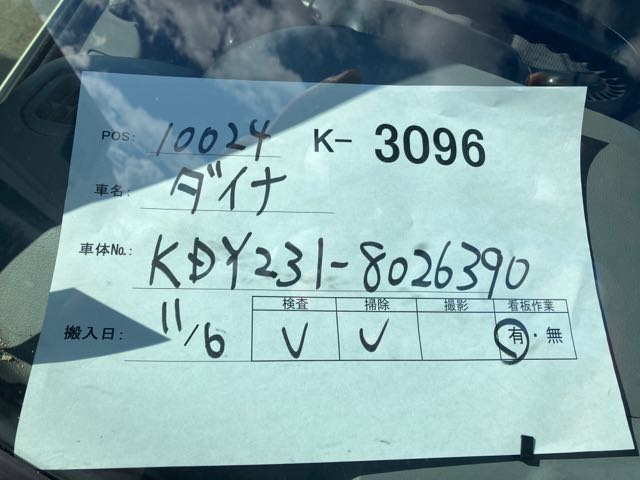 POS: 10024 K- 3096
車名: ダイナ
車体No.: KDY231-8026390
検査 掃除 撮影 看板作業
搬入日: 11/6 V V 有・無